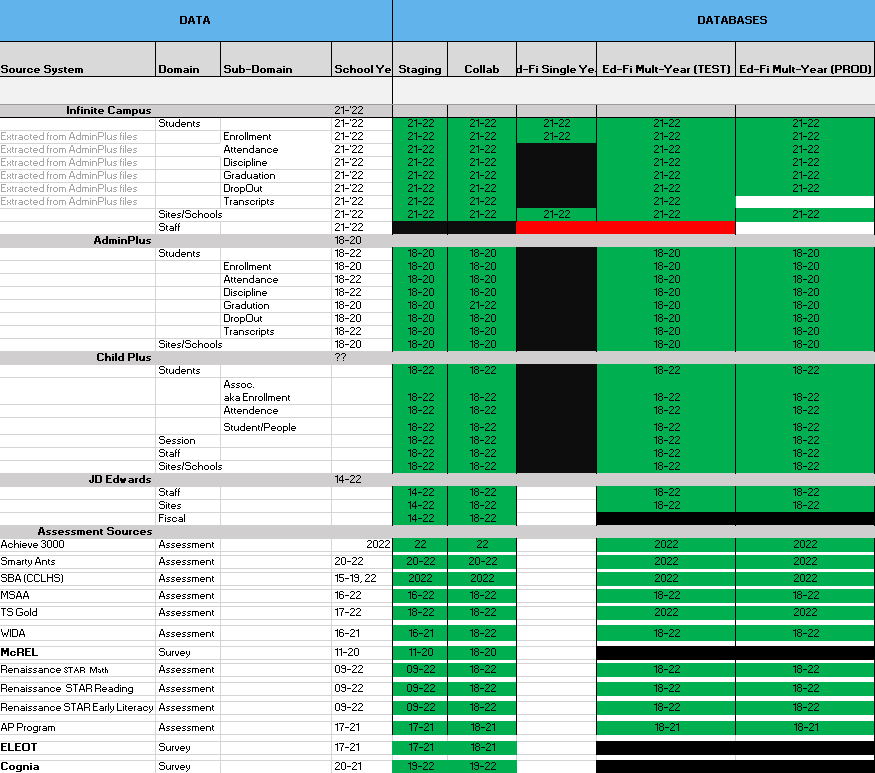 DATA DATABASES
Source System Domain Sub-Domain School Ye Staging Collab d-Fi Single Ye Ed-Fi Mult-Year (TEST) Ed-Fi Mult-Year (PROD)
Infinite Campus 21-'22
Students 21-'22 21-22 21-22 21-22 21-22 21-22
Extracted from AdminPlus files Enrollment 21-'22 21-22 21-22 21-22 21-22 21-22
Extracted from AdminPlus files Attendance 21-'22 21-22 21-22 21-22 21-22
Extracted from AdminPlus files Discipline 21-'22 21-22 21-22 21-22 21-22
Extracted from AdminPlus files Graduation 21-'22 21-22 21-22 21-22 21-22
Extracted from AdminPlus files DropOut 21-'22 21-22 21-22 21-22 21-22
Extracted from AdminPlus files Transcripts 21-'22 21-22 21-22 21-22
Sites/Schools 21-'22 21-22 21-22 21-22 21-22 21-22
Staff 21-'22
AdminPlus 18-20
Students 18-22 18-20 18-20 18-20 18-20
Enrollment 18-20 18-20 18-20 18-20 18-20
Attendance 18-22 18-20 18-20 18-20 18-20
Discipline 18-22 18-20 18-20 18-20 18-20
Gradution 18-20 18-20 21-22 18-20 18-20
DropOut 18-20 18-20 18-20 18-20 18-20
Transcripts 18-22 18-20 18-20 18-20 18-20
Sites/Schools 18-20 18-20 18-20 18-20 18-20
Child Plus ??
Students 18-22 18-22 18-22 18-22
Assoc.
aka Enrollment 18-22 18-22 18-22 18-22
Attendence 18-22 18-22 18-22 18-22
Student/People 18-22 18-22 18-22 18-22
Session 18-22 18-22 18-22 18-22
Staff 18-22 18-22 18-22 18-22
Sites/Schools 18-22 18-22 18-22 18-22
JD Edwards 14-22
Staff 14-22 18-22 18-22 18-22
Sites 14-22 18-22 18-22 18-22
Fiscal 14-22 18-22
Assessment Sources
Achieve 3000 Assessment 2022 22 22 2022 2022
Smarty Ants Assessment 20-22 20-22 20-22 2022 2022
SBA (CCLHS) Assessment 15-19, 22 2022 2022 2022 2022
MSAA Assessment 16-22 16-22 18-22 18-22 18-22
TS Gold Assessment 17-22 18-22 18-22 2022 2022
WIDA Assessment 16-21 16-21 18-22 18-22 18-22
McREL Survey 11-20 11-20 18-20
Renaissance STAR Math Assessment 09-22 09-22 18-22 18-22 18-22
Renaissance STAR Reading Assessment 09-22 09-22 18-22 18-22 18-22
Renaissance STAR Early Literacy Assessment 09-22 09-22 18-22 18-22 18-22
AP Program Assessment 17-21 17-21 18-21 18-21 18-21
ELEOT Survey 17-21 17-21 18-21
Cognia Survey 20-21 19-22 19-22